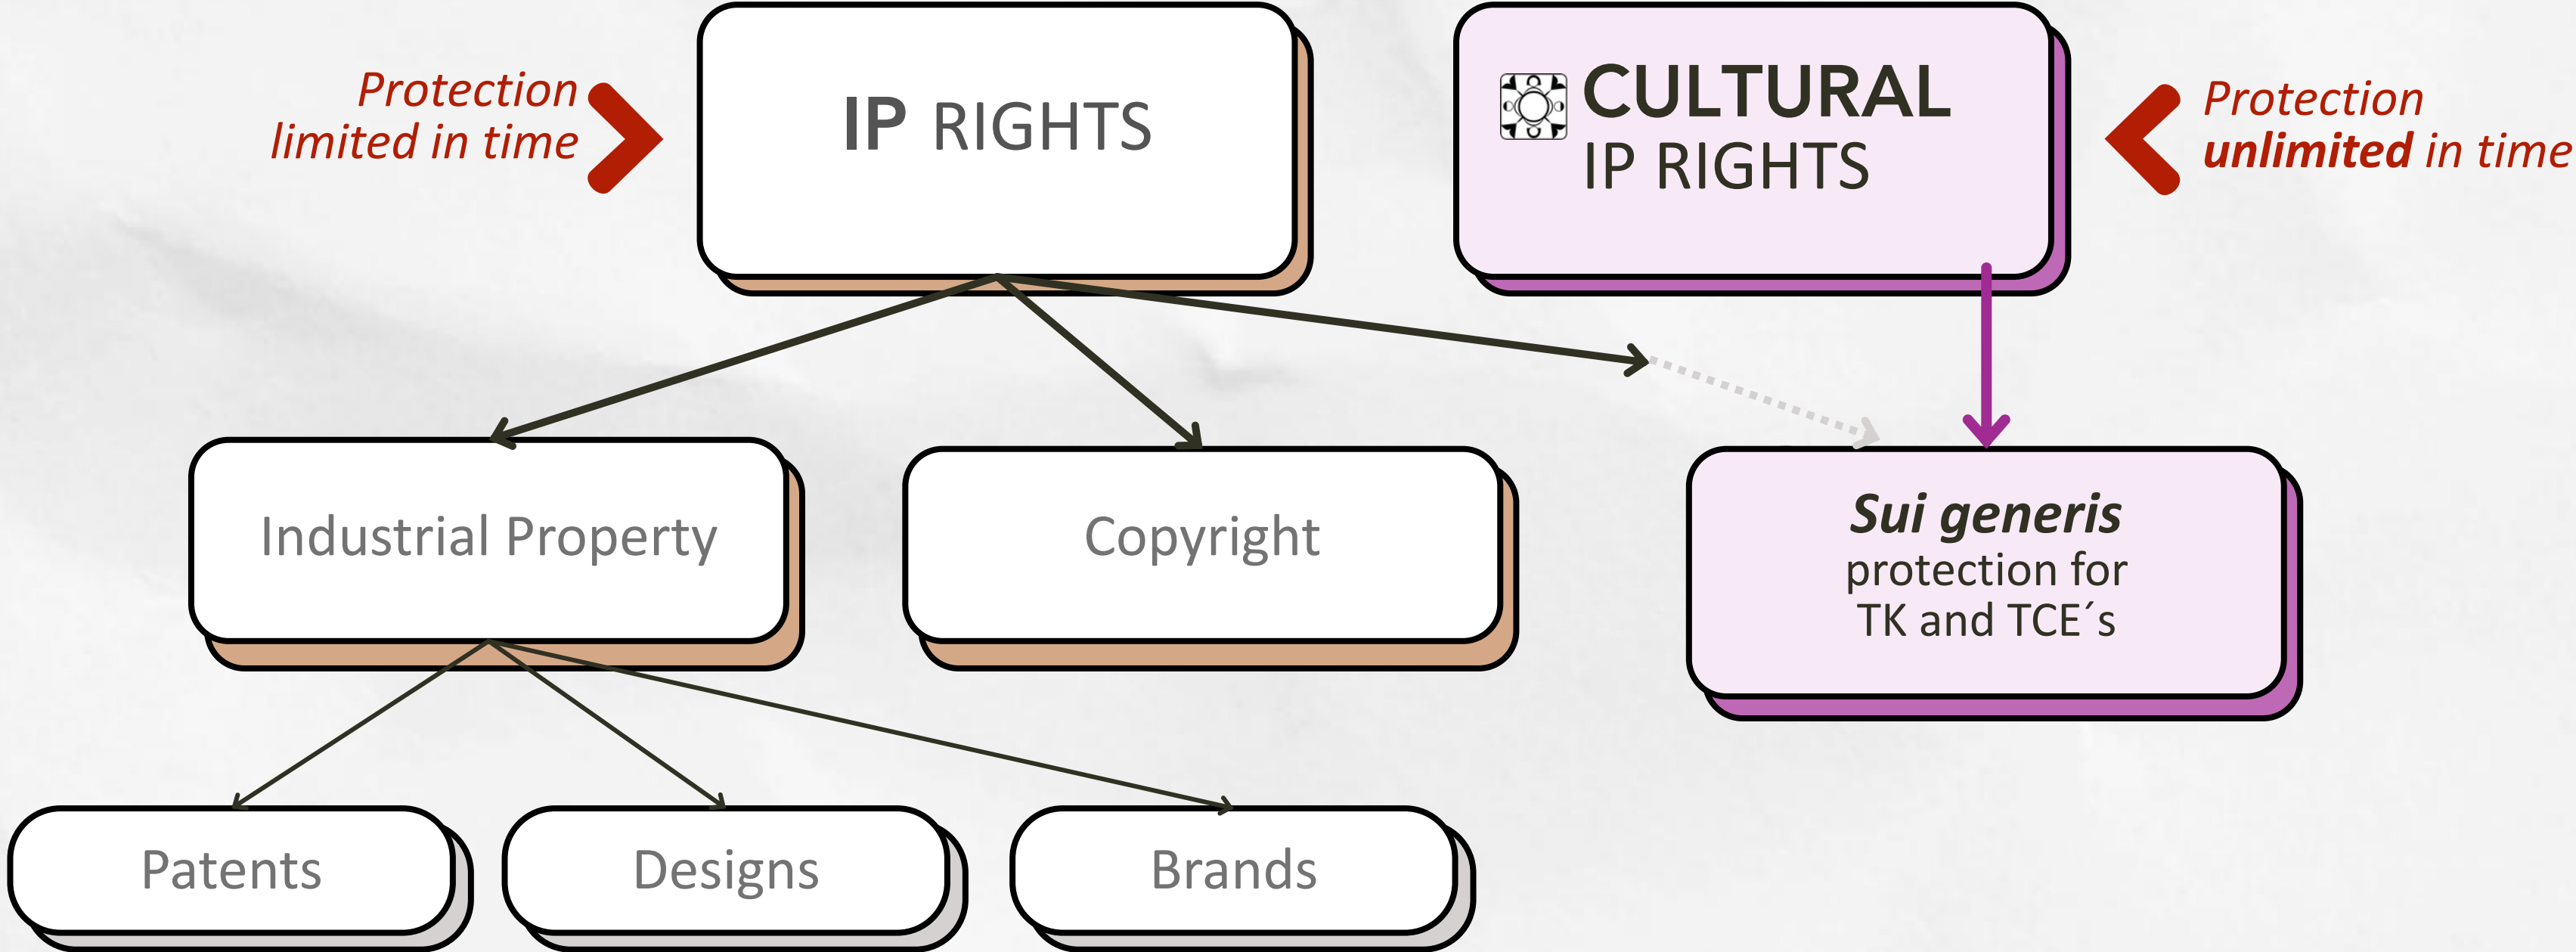 Protection
limited in time
IP RIGHTS
CULTURAL
IP RIGHTS
Protection
unlimited in time
Industrial Property
Copyright
Sui generis
protection for
TK and TCE´s
Patents
Designs
Brands